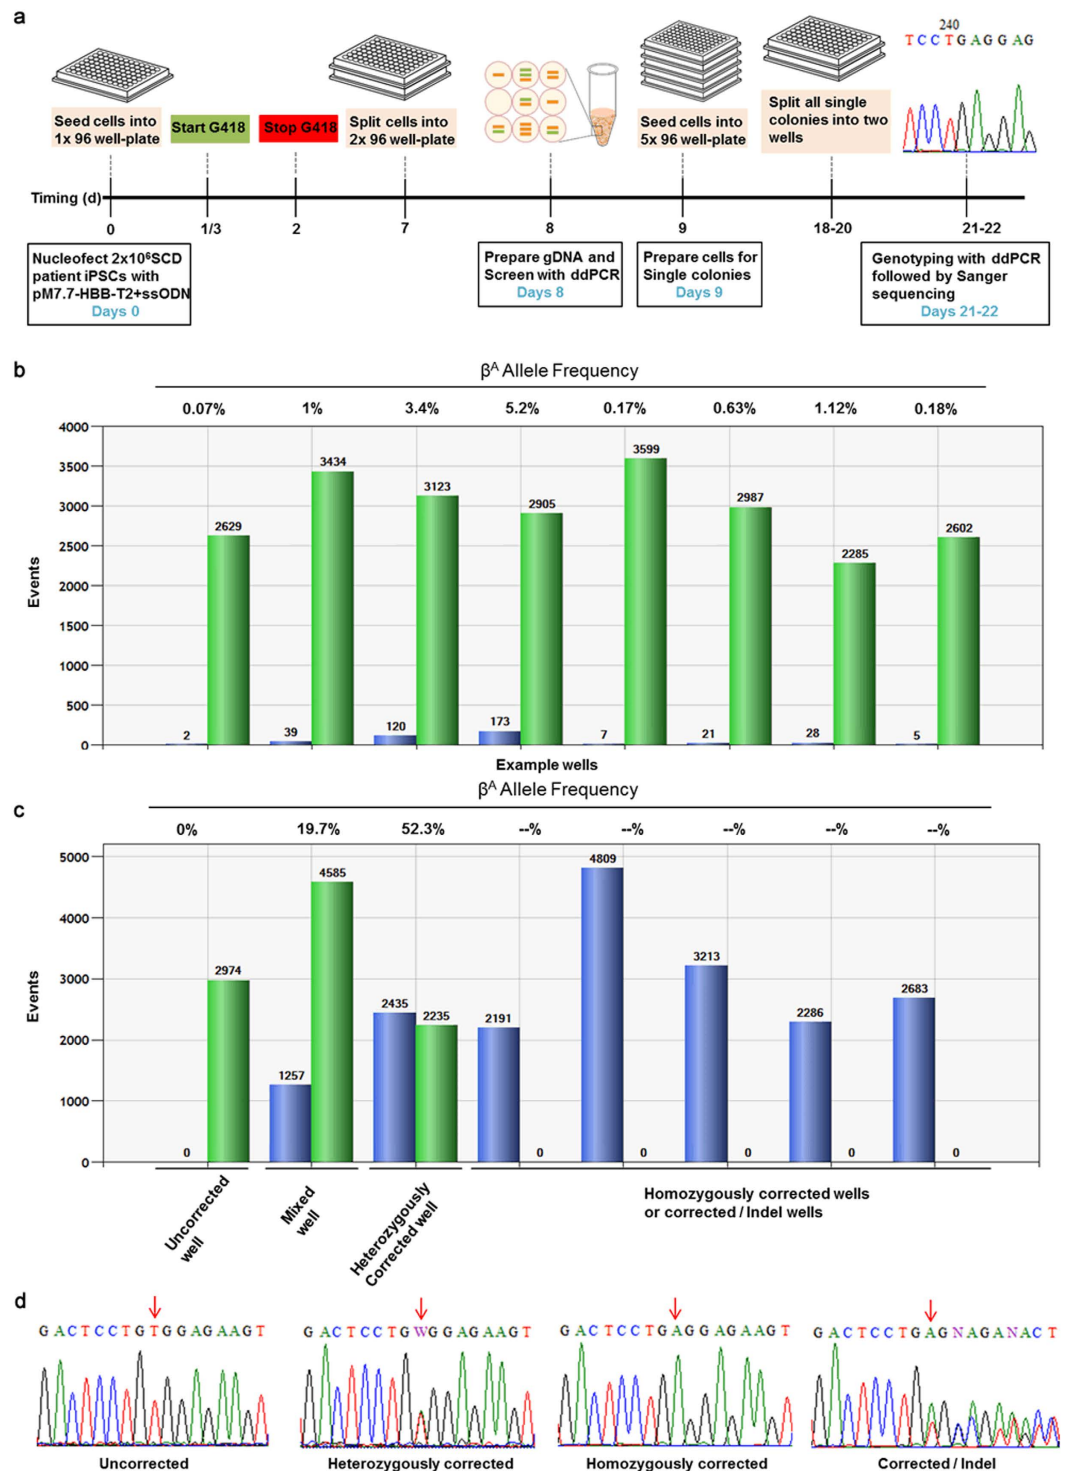 a
240
TCCTGAGGAG
Seed cells into
1x 96 well-plate
Start G418
Stop G418
Split cells into
2x 96 well-plate
Seed cells into
5x 96 well-plate
Split all single
colonies into two
wells
Timing (d)
0 1/3 2 7 8 9 18-20 21-22
Nucleofect 2x10⁶SCD
patient iPSCs with
pM7.7-HBB-T2+ssODN
Days 0
Prepare gDNA and
Screen with ddPCR
Days 8
Prepare cells for
Single colonies
Days 9
Genotyping with ddPCR
followed by Sanger
sequencing
Days 21-22
b
βᴬ Allele Frequency
0.07% 1% 3.4% 5.2% 0.17% 0.63% 1.12% 0.18%
4000
3500
3000
2500
2000
1500
1000
500
0
Events
2 2629 39 3434 120 3123 173 2905 7 3599 21 2987 28 2285 5 2602
Example wells
c
βᴬ Allele Frequency
0% 19.7% 52.3% --% --% --% --% --%
5000
4000
3000
2000
1000
0
Events
0 2974 1257 4585 2435 2235 2191 0 4809 0 3213 0 2286 0 2683 0
Uncorrected
well
Mixed
well
Heterozygously
Corrected well
Homozygously corrected wells
or corrected / Indel wells
d
GACTCCTGTGGAGAAGT
GACTCCTGWGGAGAAGT
GACTCCTGAGGAGAAGT
GACTCCTGAGNAGANACT
Uncorrected
Heterozygously corrected
Homozygously corrected
Corrected / Indel